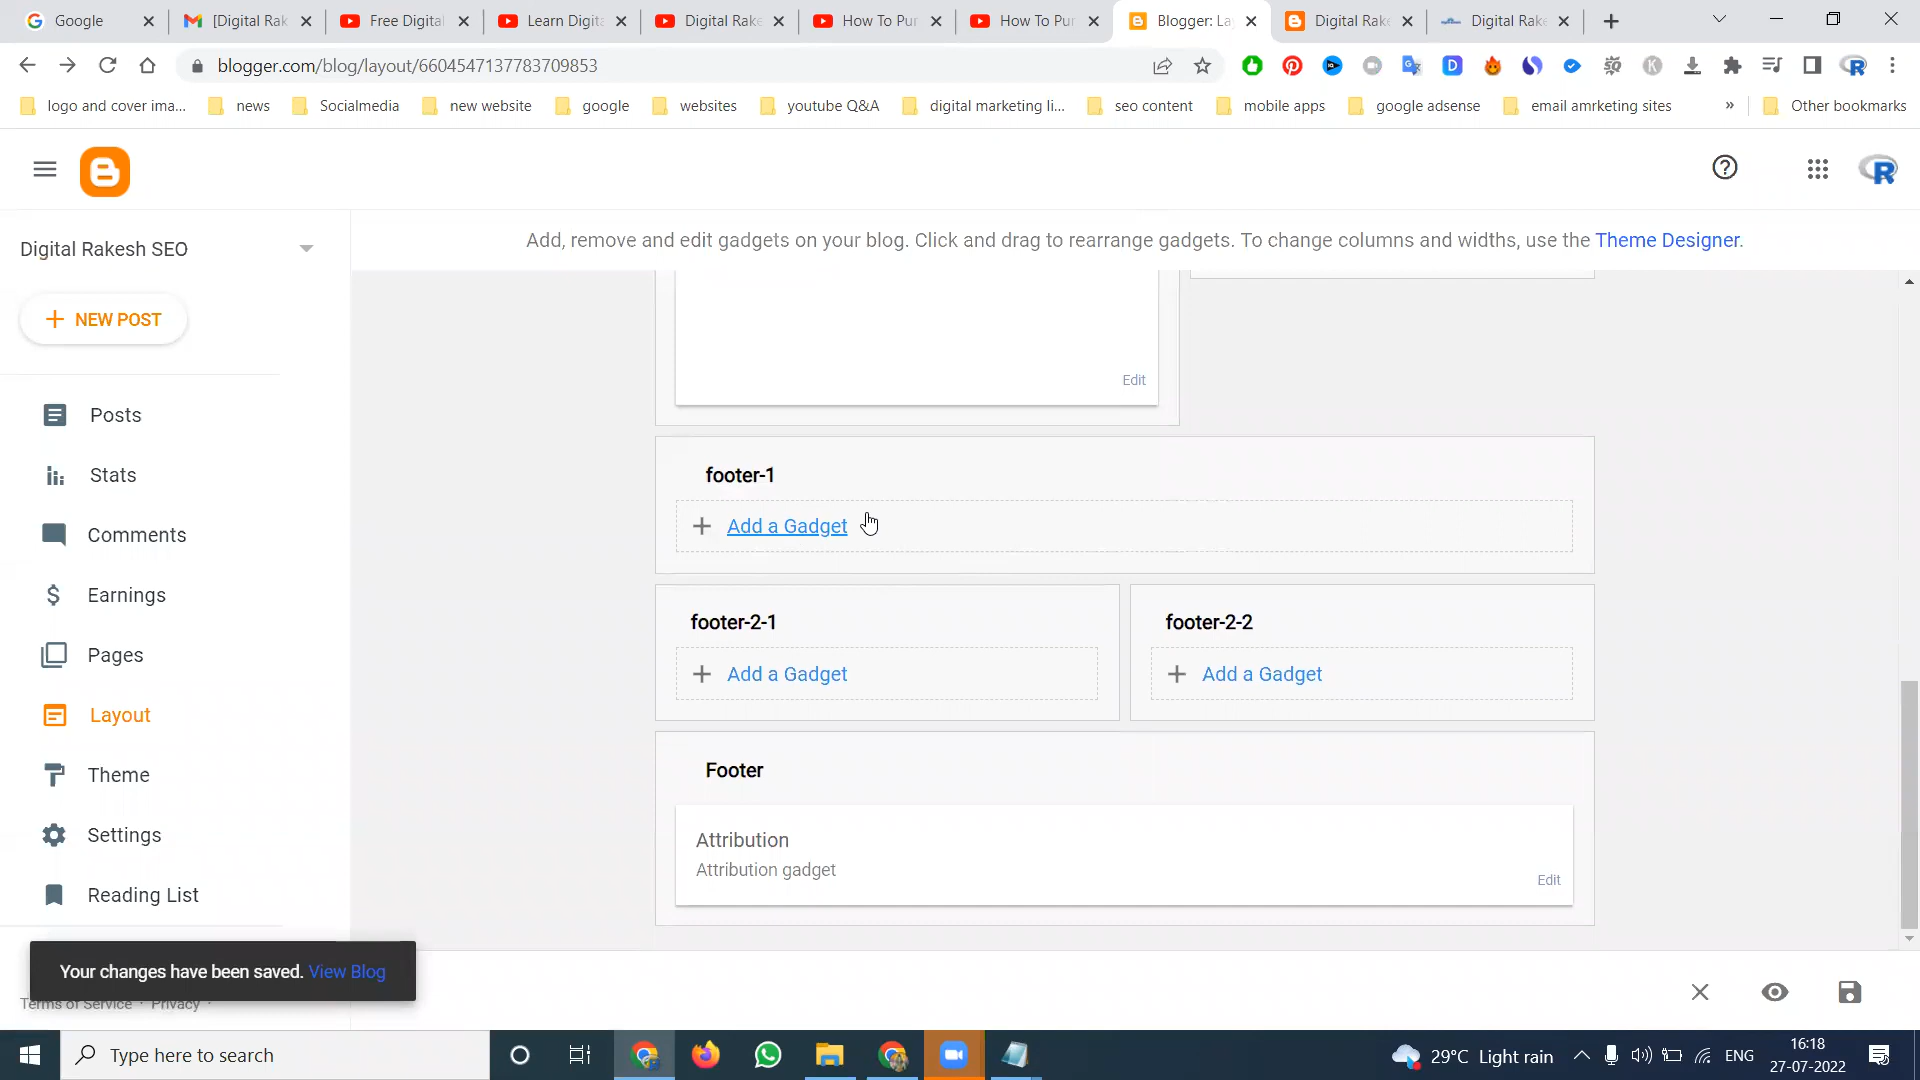 Google
[Digital Rak
Free Digital
Learn Digita
Digital Rake
How To Pur
How To Pur
Blogger: La
Digital Rake
Digital Rake
blogger.com/blog/layout/6604547137783709853
logo and cover ima...
news
Socialmedia
new website
google
websites
youtube Q&A
digital marketing li...
seo content
mobile apps
google adsense
email amrketing sites
»
Other bookmarks
Digital Rakesh SEO
Add, remove and edit gadgets on your blog. Click and drag to rearrange gadgets. To change columns and widths, use the Theme Designer.
NEW POST
Posts
Stats
Comments
Earnings
Pages
Layout
Theme
Settings
Reading List
Edit
footer-1
Add a Gadget
footer-2-1
Add a Gadget
footer-2-2
Add a Gadget
Footer
Attribution
Attribution gadget
Edit
Your changes have been saved. View Blog
Terms of Service · Privacy ·
Type here to search
29°C Light rain
ENG
16:18
27-07-2022